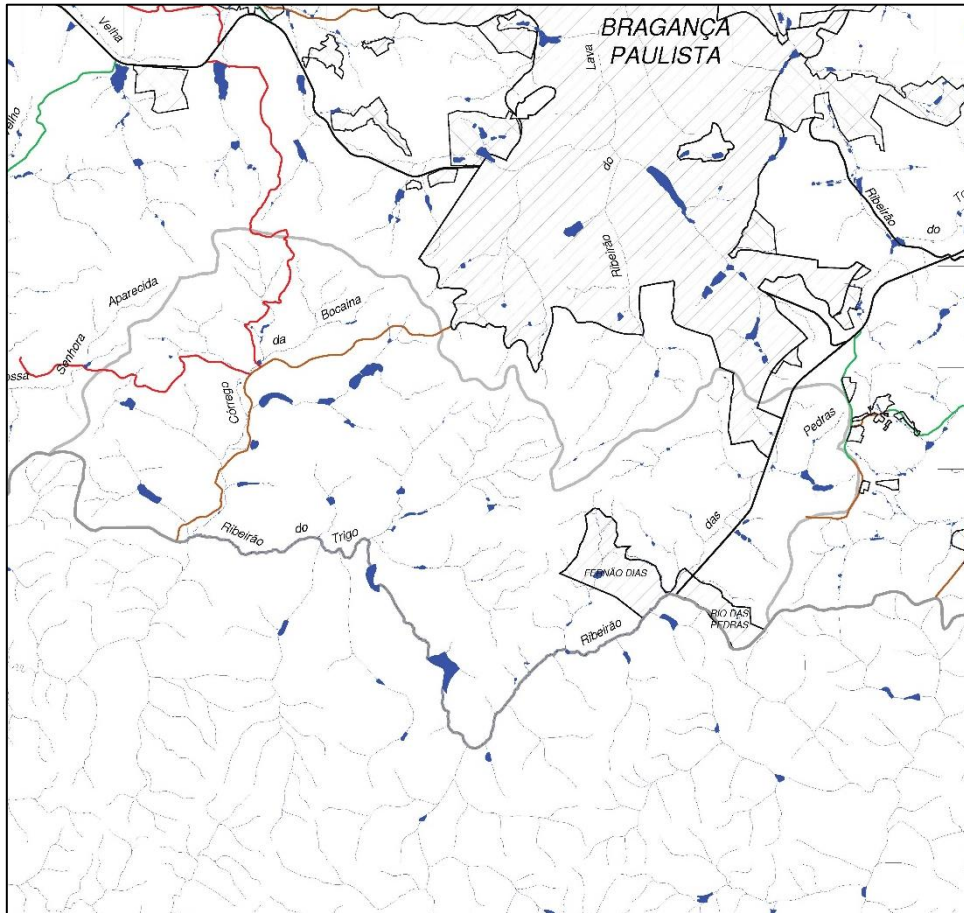 BRAGANÇA
PAULISTA
Velha
Lava
do
Ribeirão
Ribeirão
do
Aparecida
Senhora
Bocaina
da
Córrego
Pedras
das
Ribeirão
Ribeirão
do
Trigo
FERNÃO DIAS
RIO DAS
PEDRAS